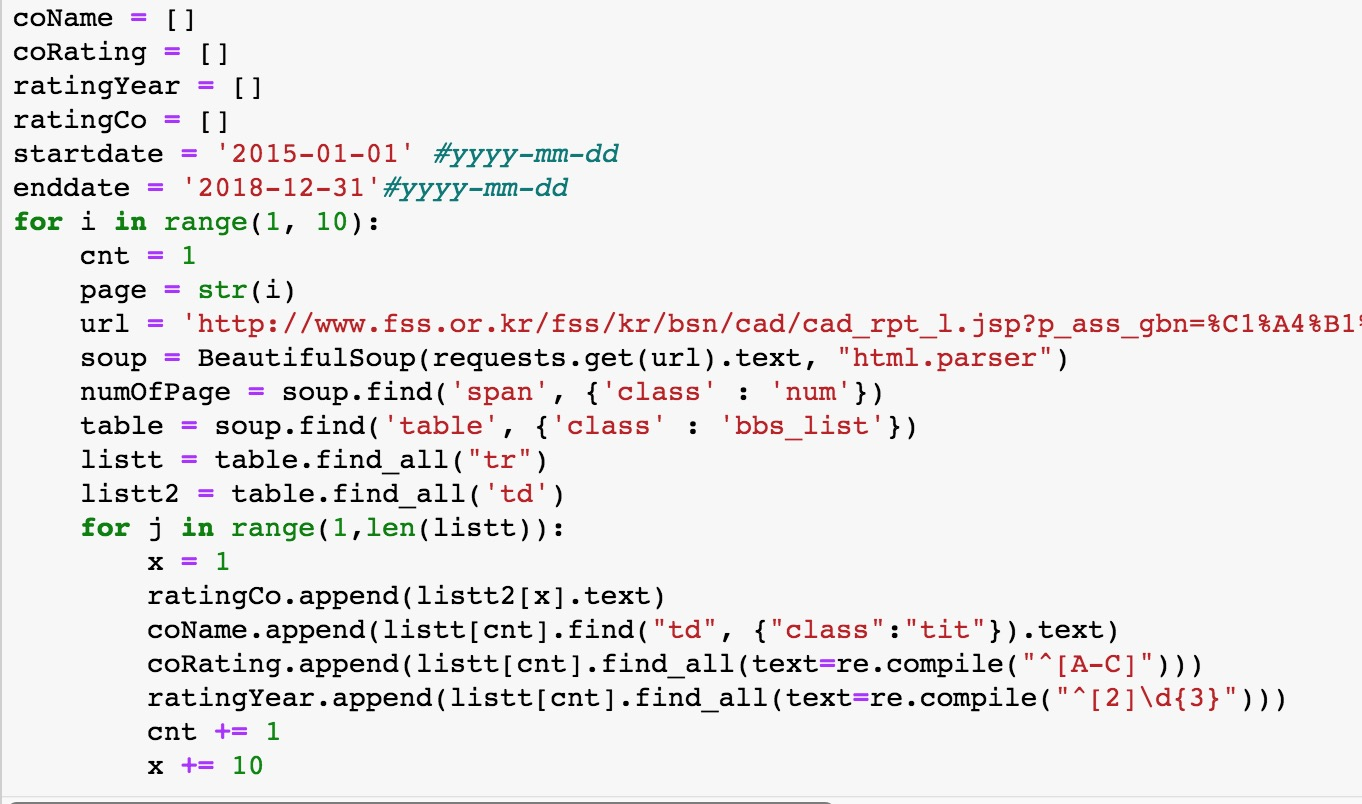 coName = []
coRating = []
ratingYear = []
ratingCo = []
startdate = '2015-01-01' #yyyy-mm-dd
enddate = '2018-12-31'#yyyy-mm-dd
for i in range(1, 10):
    cnt = 1
    page = str(i)
    url = 'http://www.fss.or.kr/fss/kr/bsn/cad/cad_rpt_l.jsp?p_ass_gbn=%C1%A4%B1%
    soup = BeautifulSoup(requests.get(url).text, "html.parser")
    numOfPage = soup.find('span', {'class' : 'num'})
    table = soup.find('table', {'class' : 'bbs_list'})
    listt = table.find_all("tr")
    listt2 = table.find_all('td')
    for j in range(1,len(listt)):
        x = 1
        ratingCo.append(listt2[x].text)
        coName.append(listt[cnt].find("td", {"class":"tit"}).text)
        coRating.append(listt[cnt].find_all(text=re.compile("^[A-C]")))
        ratingYear.append(listt[cnt].find_all(text=re.compile("^[2]\d{3}")))
        cnt += 1
        x += 10